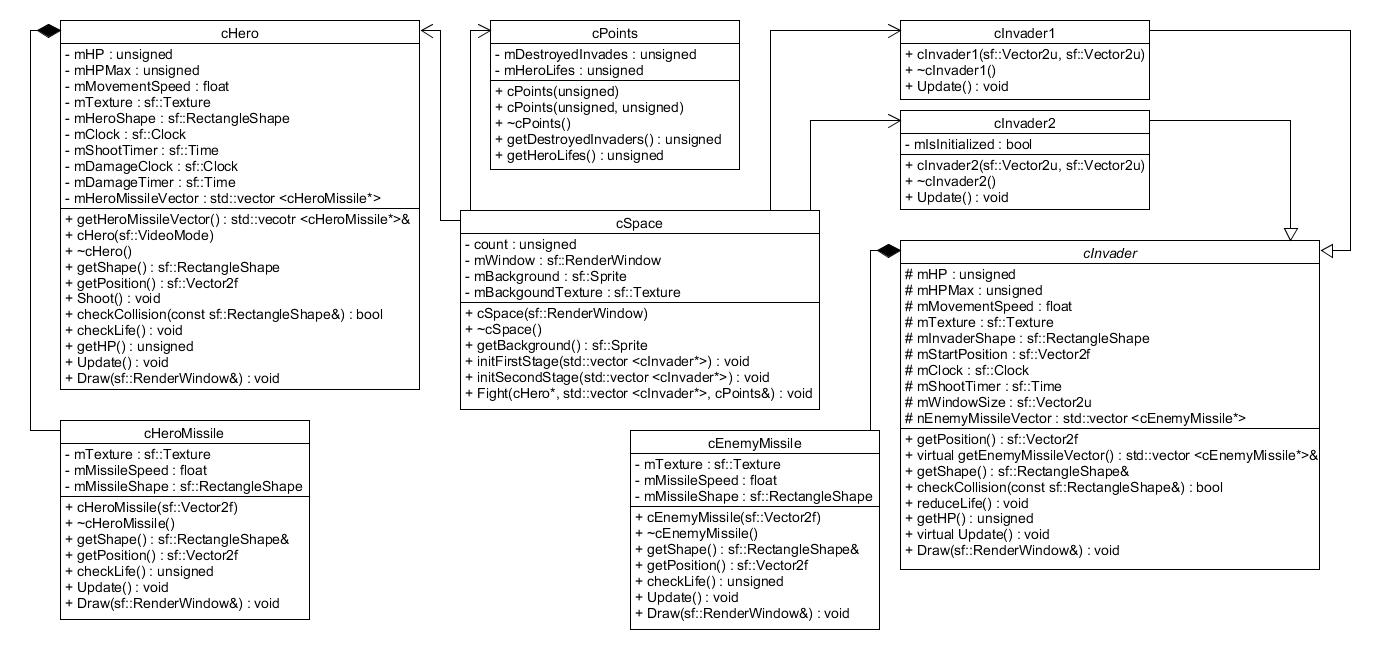 cHero
- mHP : unsigned
- mHPMax : unsigned
- mMovementSpeed : float
- mTexture : sf::Texture
- mHeroShape : sf::RectangleShape
- mClock : sf::Clock
- mShootTimer : sf::Time
- mDamageClock : sf::Clock
- mDamageTimer : sf::Time
- mHeroMissileVector : std::vector <cHeroMissile*>
+ getHeroMissileVector() : std::vecotr <cHeroMissile*>&
+ cHero(sf::VideoMode)
+ ~cHero()
+ getShape() : sf::RectangleShape
+ getPosition() : sf::Vector2f
+ Shoot() : void
+ checkCollision(const sf::RectangleShape&) : bool
+ checkLife() : void
+ getHP() : unsigned
+ Update() : void
+ Draw(sf::RenderWindow&) : void
cPoints
- mDestroyedInvades : unsigned
- mHeroLifes : unsigned
+ cPoints(unsigned)
+ cPoints(unsigned, unsigned)
+ ~cPoints()
+ getDestroyedInvaders() : unsigned
+ getHeroLifes() : unsigned
cInvader1
+ cInvader1(sf::Vector2u, sf::Vector2u)
+ ~cInvader1()
+ Update() : void
cInvader2
- mIsInitialized : bool
+ cInvader2(sf::Vector2u, sf::Vector2u)
+ ~cInvader2()
+ Update() : void
cSpace
- count : unsigned
- mWindow : sf::RenderWindow
- mBackground : sf::Sprite
- mBackgoundTexture : sf::Texture
+ cSpace(sf::RenderWindow)
+ ~cSpace()
+ getBackground() : sf::Sprite
+ initFirstStage(std::vector <cInvader*>) : void
+ initSecondStage(std::vector <cInvader*>) : void
+ Fight(cHero*, std::vector <cInvader*>, cPoints&) : void
cInvader
# mHP : unsigned
# mHPMax : unsigned
# mMovementSpeed : float
# mTexture : sf::Texture
# mInvaderShape : sf::RectangleShape
# mStartPosition : sf::Vector2f
# mClock : sf::Clock
# mShootTimer : sf::Time
# mWindowSize : sf::Vector2u
# nEnemyMissileVector : std::vector <cEnemyMissile*>
+ getPosition() : sf::Vector2f
+ virtual getEnemyMissileVector() : std::vector <cEnemyMissile*>&
+ getShape() : sf::RectangleShape&
+ checkCollision(const sf::RectangleShape&) : bool
+ reduceLife() : void
+ getHP() : unsigned
+ virtual Update() : void
+ Draw(sf::RenderWindow&) : void
cHeroMissile
- mTexture : sf::Texture
- mMissileSpeed : float
- mMissileShape : sf::RectangleShape
+ cHeroMissile(sf::Vector2f)
+ ~cHeroMissile()
+ getShape() : sf::RectangleShape&
+ getPosition() : sf::Vector2f
+ checkLife() : unsigned
+ Update() : void
+ Draw(sf::RenderWindow&) : void
cEnemyMissile
- mTexture : sf::Texture
- mMissileSpeed : float
- mMissileShape : sf::RectangleShape
+ cEnemyMissile(sf::Vector2f)
+ ~cEnemyMissile()
+ getShape() : sf::RectangleShape&
+ getPosition() : sf::Vector2f
+ checkLife() : unsigned
+ Update() : void
+ Draw(sf::RenderWindow&) : void